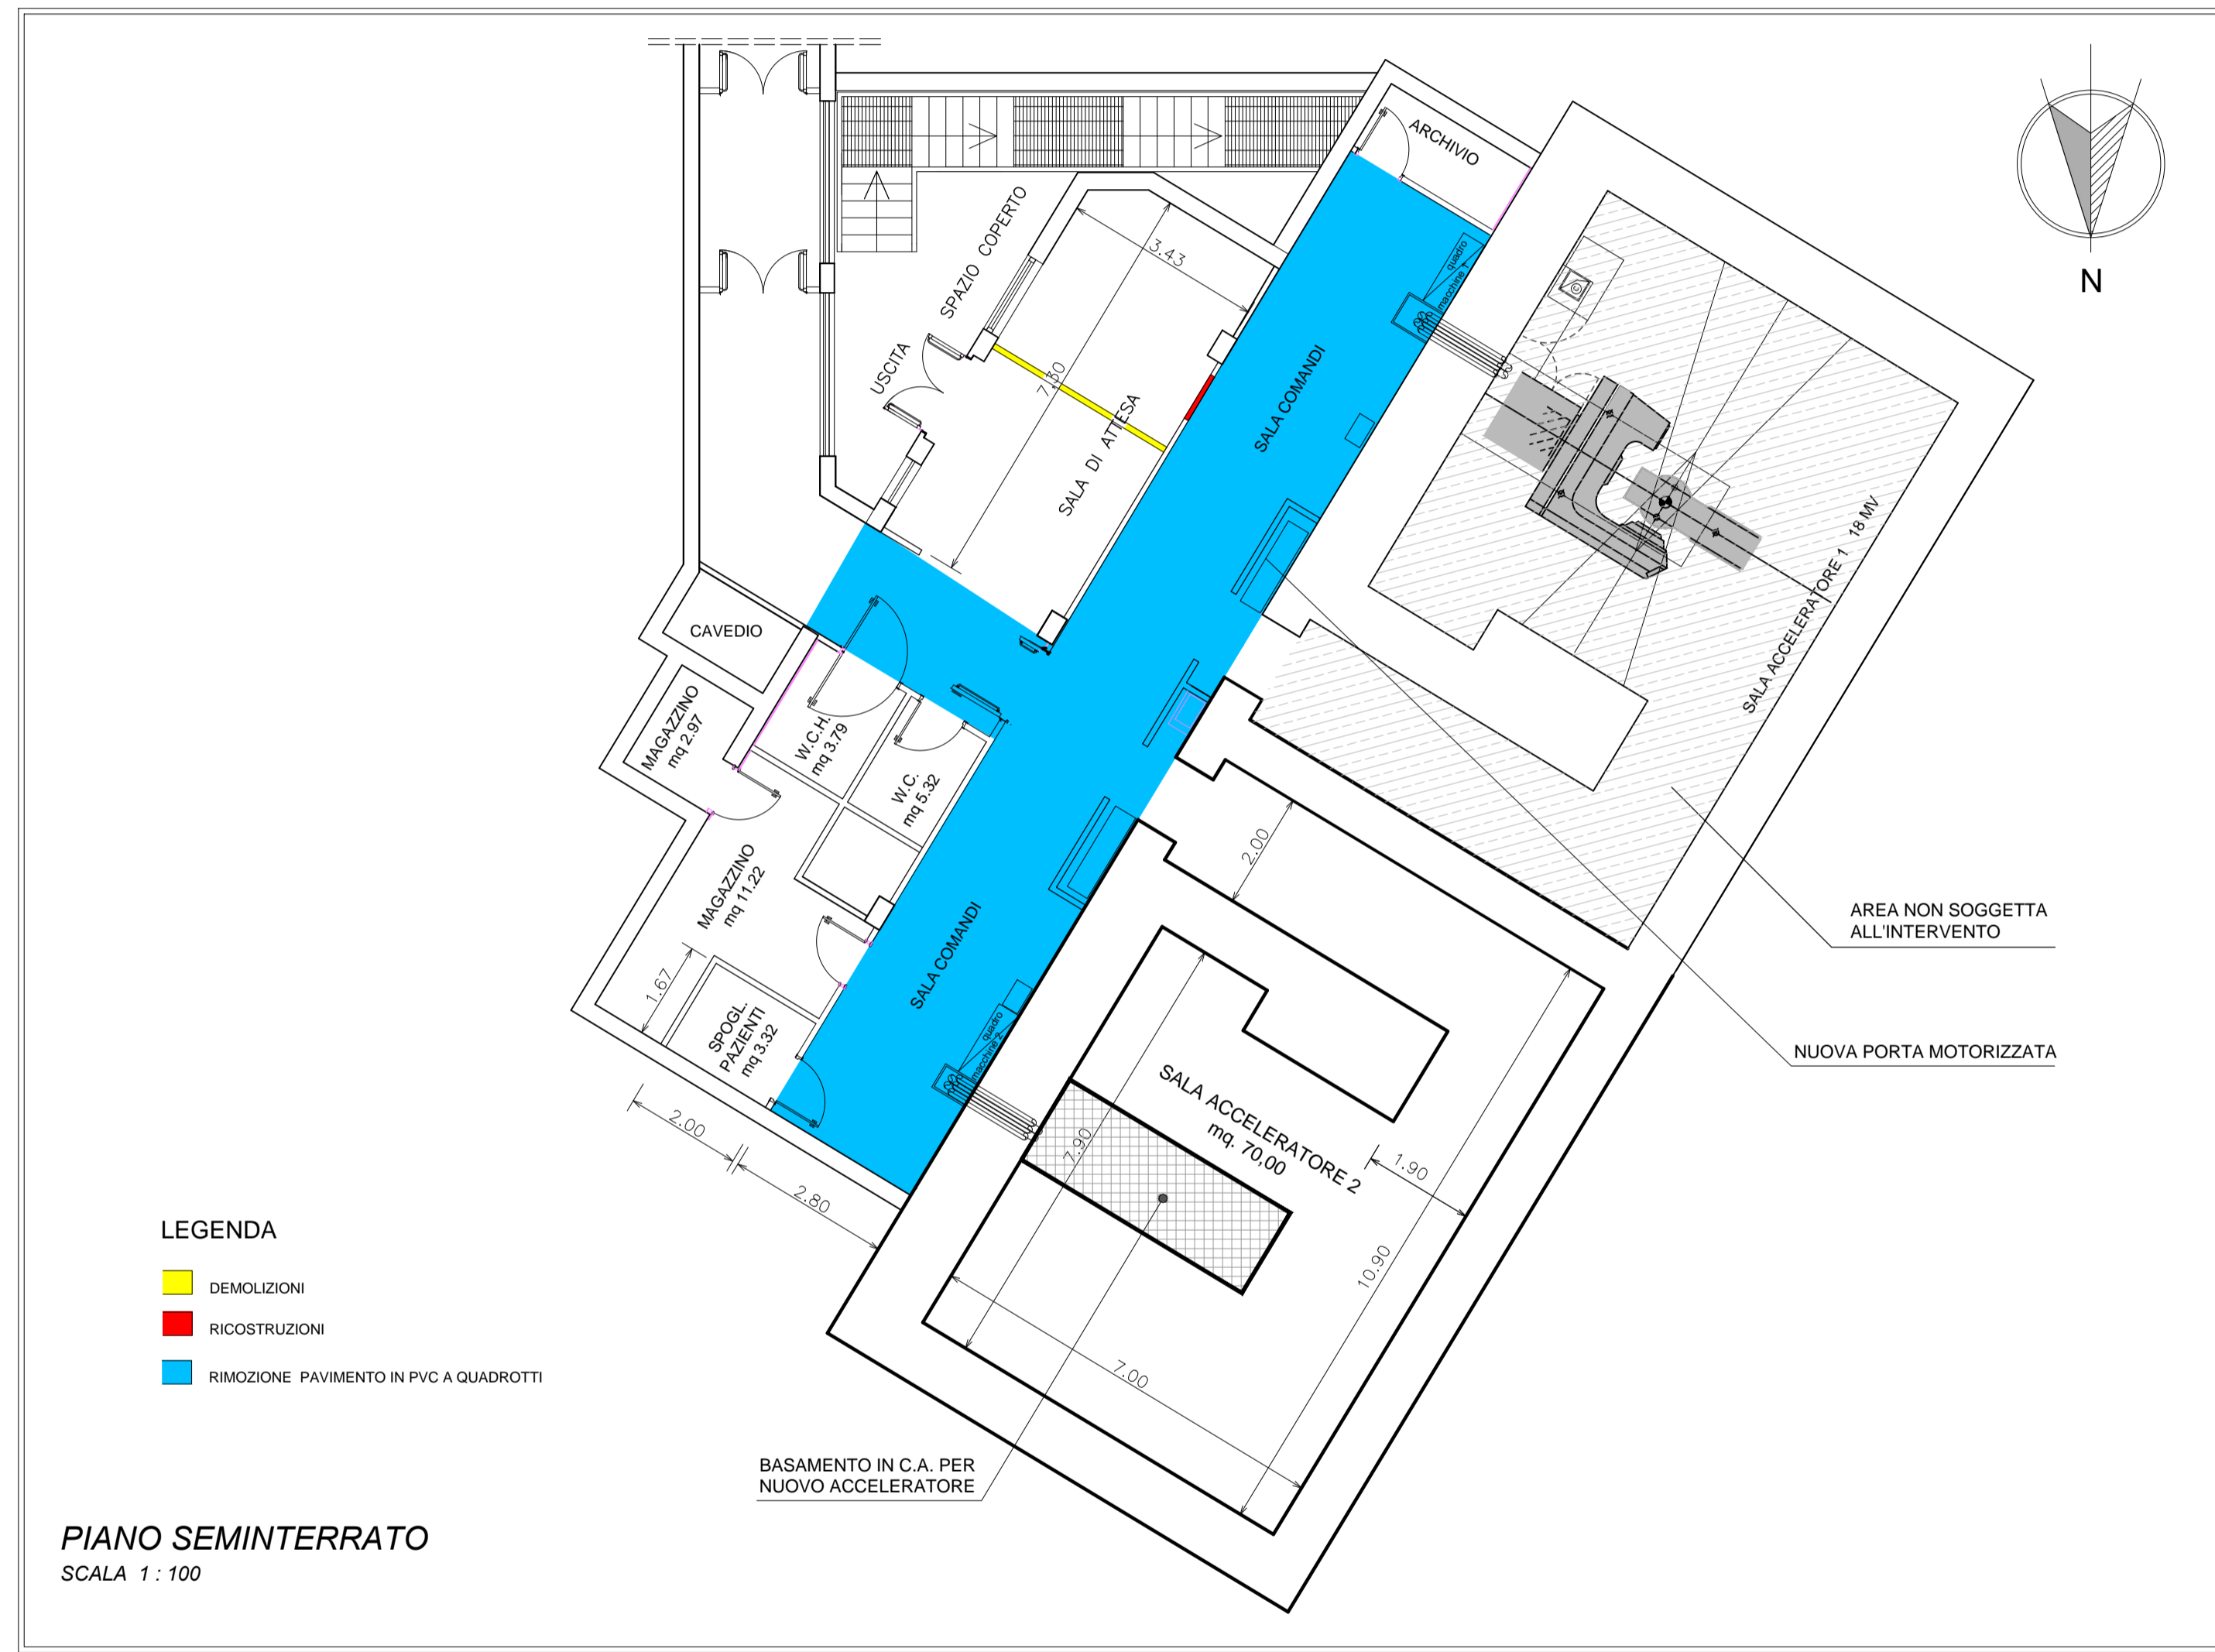 ARCHIVIO
N
SPAZIO COPERTO
USCITA
3.43
7.30
SALA DI ATTESA
SALA COMANDI
quadro
macchine 1
SALA ACCELERATORE 1 18 MV
CAVEDIO
MAGAZZINO
mq 2.97
W.C.H.
mq 3.79
W.C.
mq 5.32
MAGAZZINO
mq 11.22
1.67
SPOGL.
PAZIENTI
mq 3.32
SALA COMANDI
quadro
macchine 2
2.00
2.80
2.00
AREA NON SOGGETTA
ALL'INTERVENTO
NUOVA PORTA MOTORIZZATA
SALA ACCELERATORE 2
mq. 70,00
7.90
1.90
10.90
7.00
BASAMENTO IN C.A. PER
NUOVO ACCELERATORE
LEGENDA
DEMOLIZIONI
RICOSTRUZIONI
RIMOZIONE PAVIMENTO IN PVC A QUADROTTI
PIANO SEMINTERRATO
SCALA 1 : 100